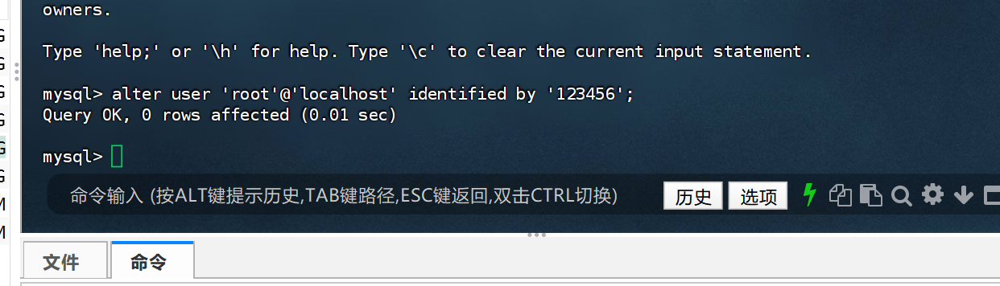 owners.
Type 'help;' or '\h' for help. Type '\c' to clear the current input statement.
mysql> alter user 'root'@'localhost' identified by '123456';
Query OK, 0 rows affected (0.01 sec)
mysql>
命令输入 (按ALT键提示历史,TAB键路径,ESC键返回,双击CTRL切换) 历史 选项
文件 命令
G
G
G
G
G
G
M
M